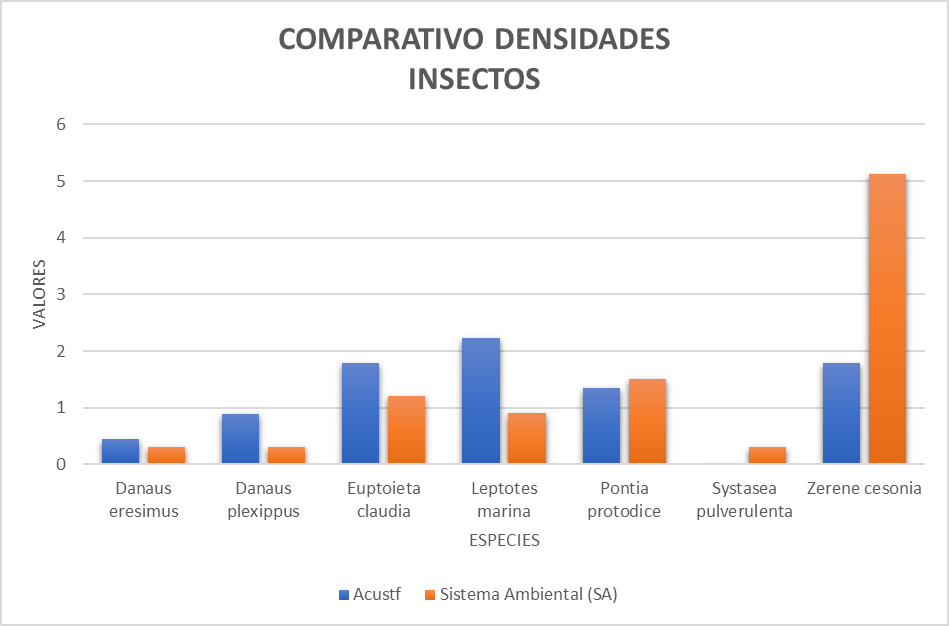 COMPARATIVO DENSIDADES
INSECTOS
6
5
4
3
2
1
0
VALORES
Danaus
eresimus
Danaus
plexippus
Euptoieta
claudia
Leptotes
marina
Pontia
protodice
Systasea
pulverulenta
Zerene cesonia
ESPECIES
Acustf
Sistema Ambiental (SA)